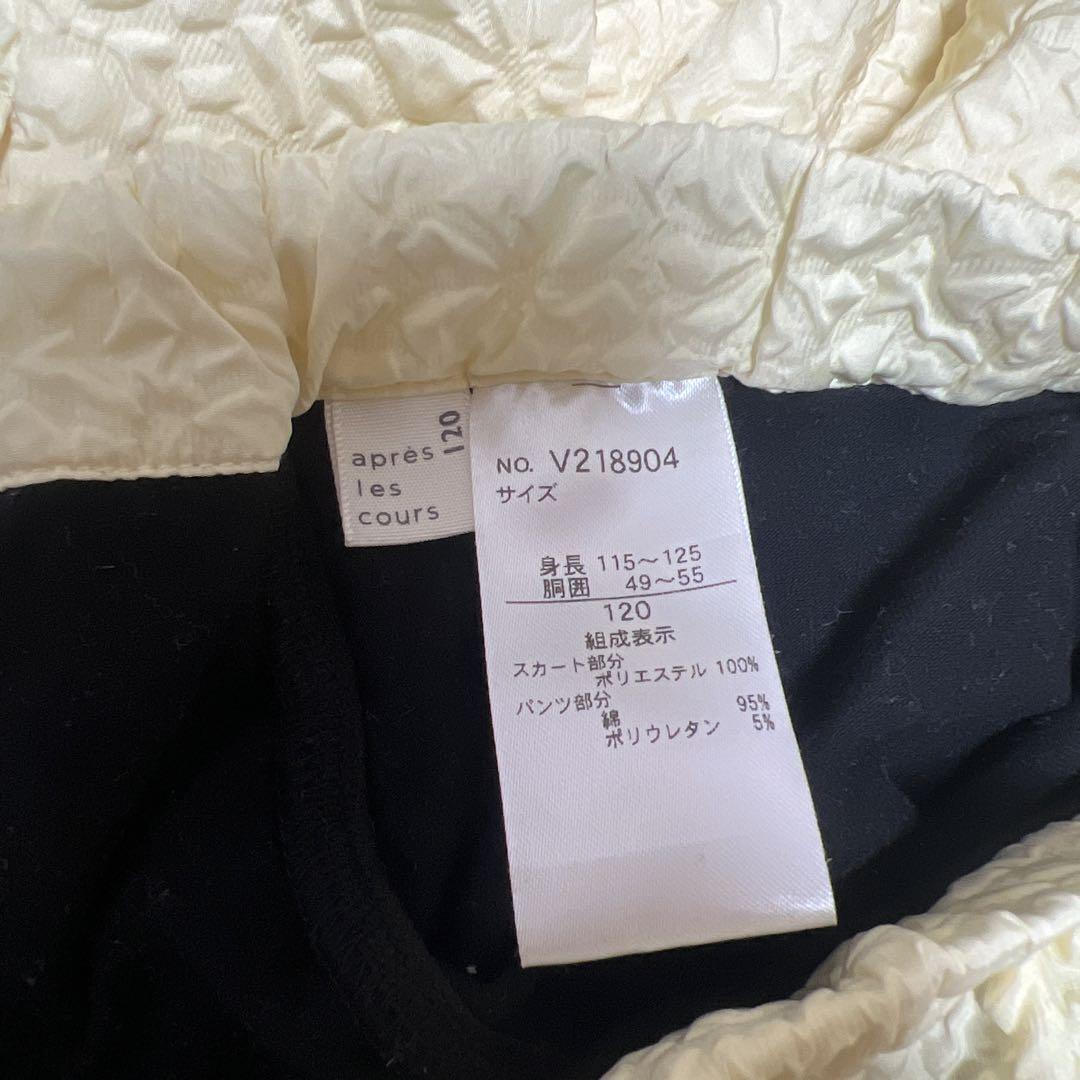 après
les
cours
120
NO. V218904
サイズ
身長 115～125
胴囲 49～55
120
組成表示
スカート部分
ポリエステル 100%
パンツ部分
綿 95%
ポリウレタン 5%